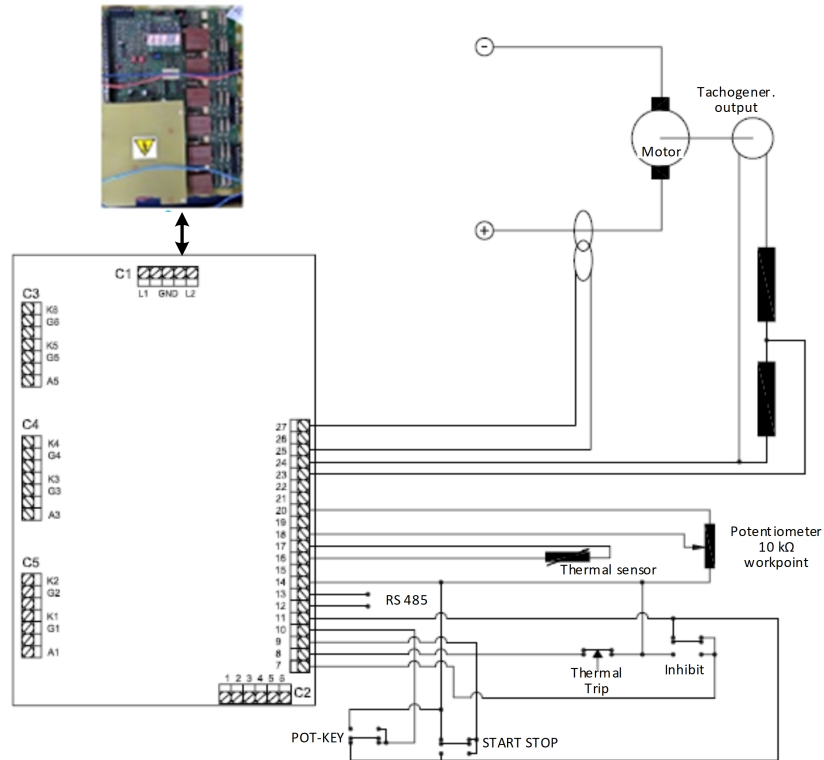 −
Tachogener.
output
Motor
+
C1
L1 GND L2
C3
K6
G6
K5
G5
A5
C4
K4
G4
K3
G3
A3
C5
K2
G2
K1
G1
A1
27
26
25
24
23
22
21
20
19
18
17
16
15
14
13
12
11
10
9
8
7
Potentiometer
10 kΩ
workpoint
Thermal sensor
RS 485
Thermal
Trip
Inhibit
1 2 3 4 5 6
C2
POT-KEY
START STOP